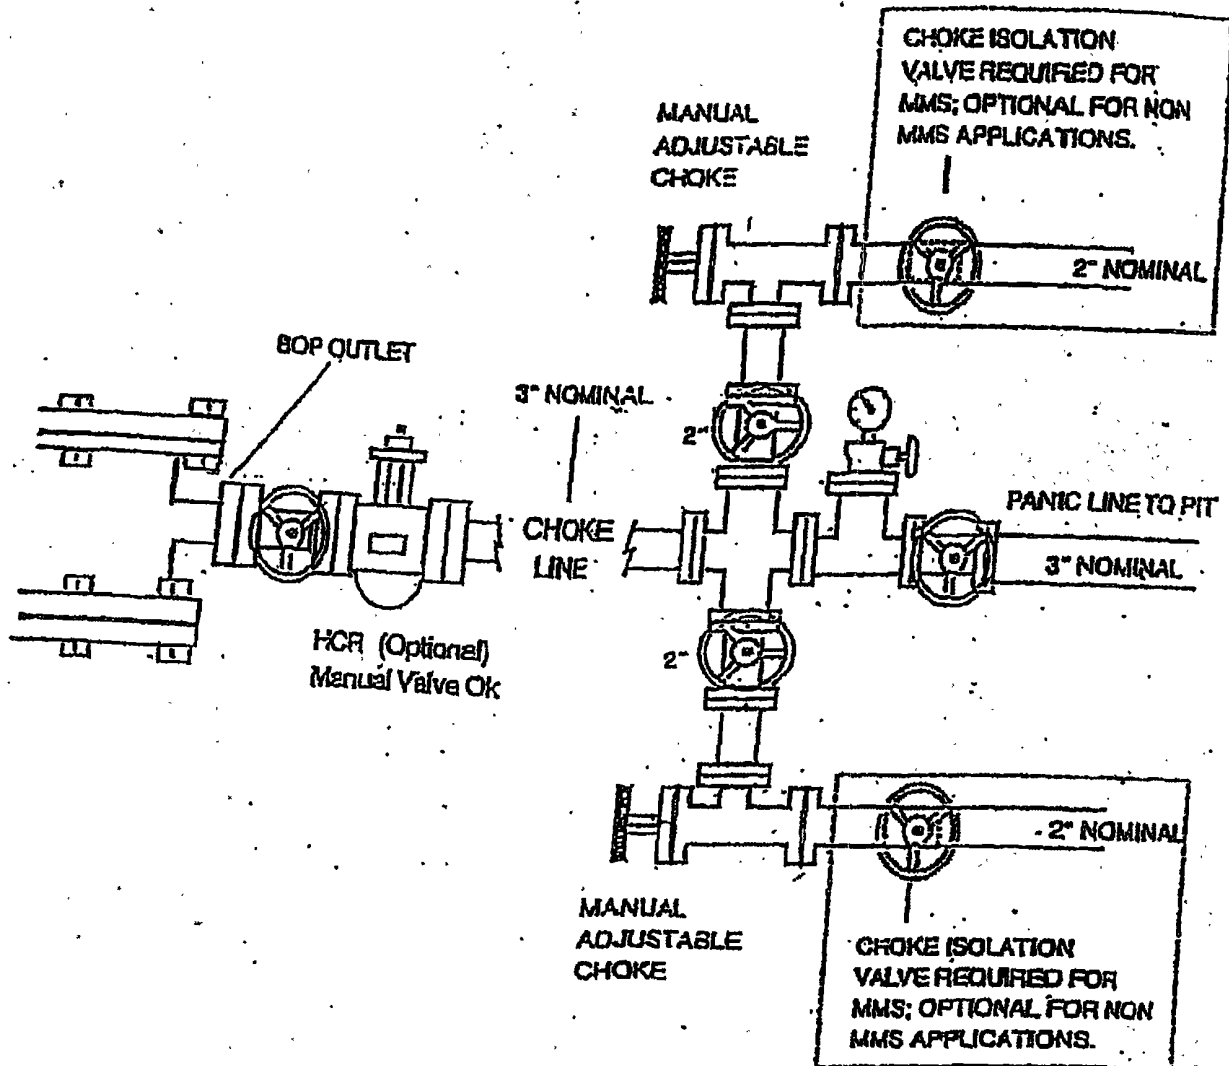 CHOKE ISOLATION
VALVE REQUIRED FOR
MMS; OPTIONAL FOR NON
MMS APPLICATIONS.
MANUAL
ADJUSTABLE
CHOKE
2" NOMINAL
BOP OUTLET
3" NOMINAL
2"
PANIC LINE TO PIT
CHOKE
LINE
3" NOMINAL
HCR (Optional)
Manual Valve Ok
2"
2" NOMINAL
MANUAL
ADJUSTABLE
CHOKE
CHOKE ISOLATION
VALVE REQUIRED FOR
MMS; OPTIONAL FOR NON
MMS APPLICATIONS.